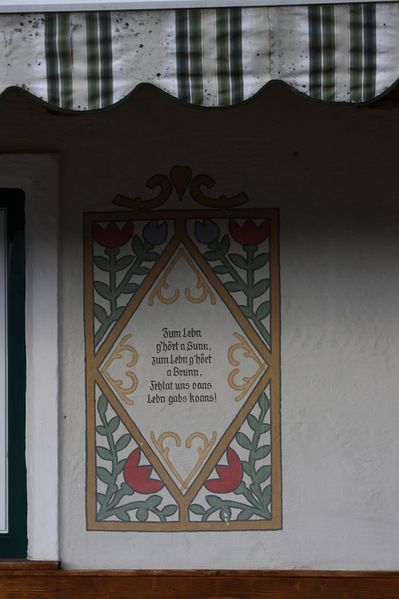 Zum Lebn
g'hört a Sunn,
zum Lebn g'hört
a Brunn,
Fehlat uns oans
Lebn gabs koans!